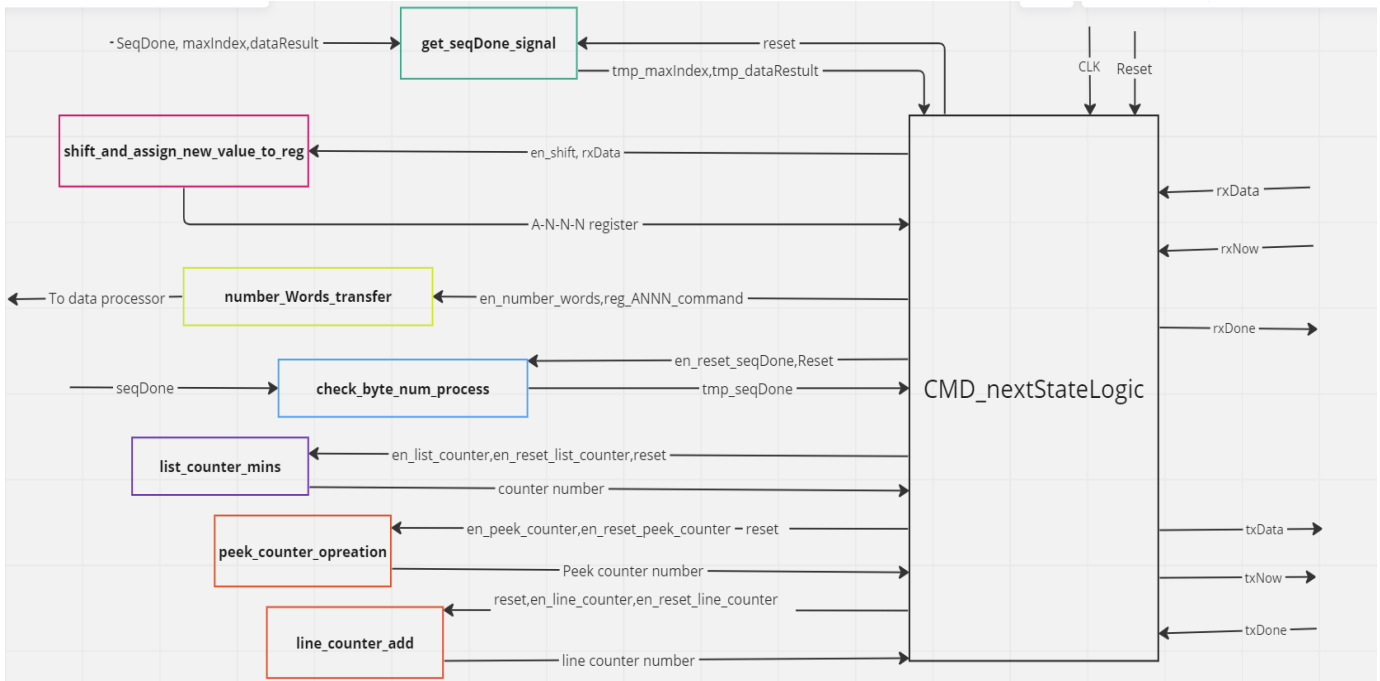 - SeqDone, maxIndex,dataResult
get_seqDone_signal
reset
tmp_maxIndex,tmp_dataRestult
CLK
Reset
shift_and_assign_new_value_to_reg
en_shift, rxData
rxData
A-N-N-N register
rxNow
To data processor
number_Words_transfer
en_number_words,reg_ANNN_command
rxDone
en_reset_seqDone,Reset
seqDone
check_byte_num_process
tmp_seqDone
CMD_nextStateLogic
list_counter_mins
en_list_counter,en_reset_list_counter,reset
counter number
peek_counter_opreation
en_peek_counter,en_reset_peek_counter – reset
txData
Peek counter number
txNow
reset,en_line_counter,en_reset_line_counter
line_counter_add
txDone
line counter number